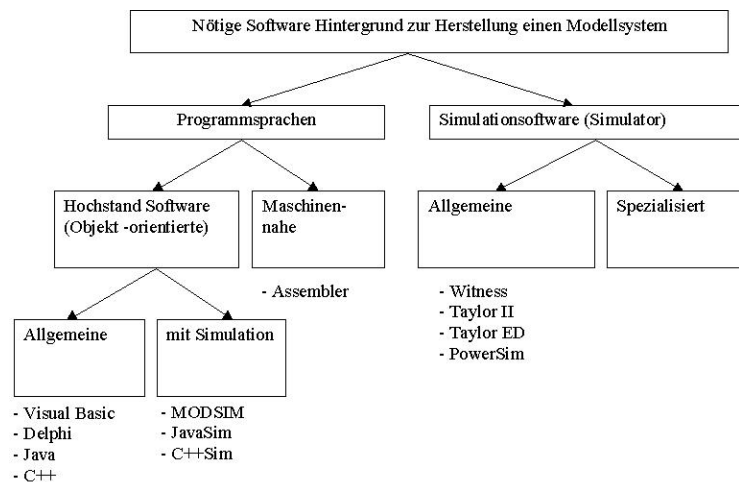 Nötige Software Hintergrund zur Herstellung einen Modellsystem
Programmsprachen
Simulationsoftware (Simulator)
Hochstand Software
(Objekt -orientierte)
Maschinen-
nahe
Allgemeine
Spezialisiert
- Assembler
- Witness
- Taylor II
- Taylor ED
- PowerSim
Allgemeine
mit Simulation
- Visual Basic
- Delphi
- Java
- C++
- MODSIM
- JavaSim
- C++Sim